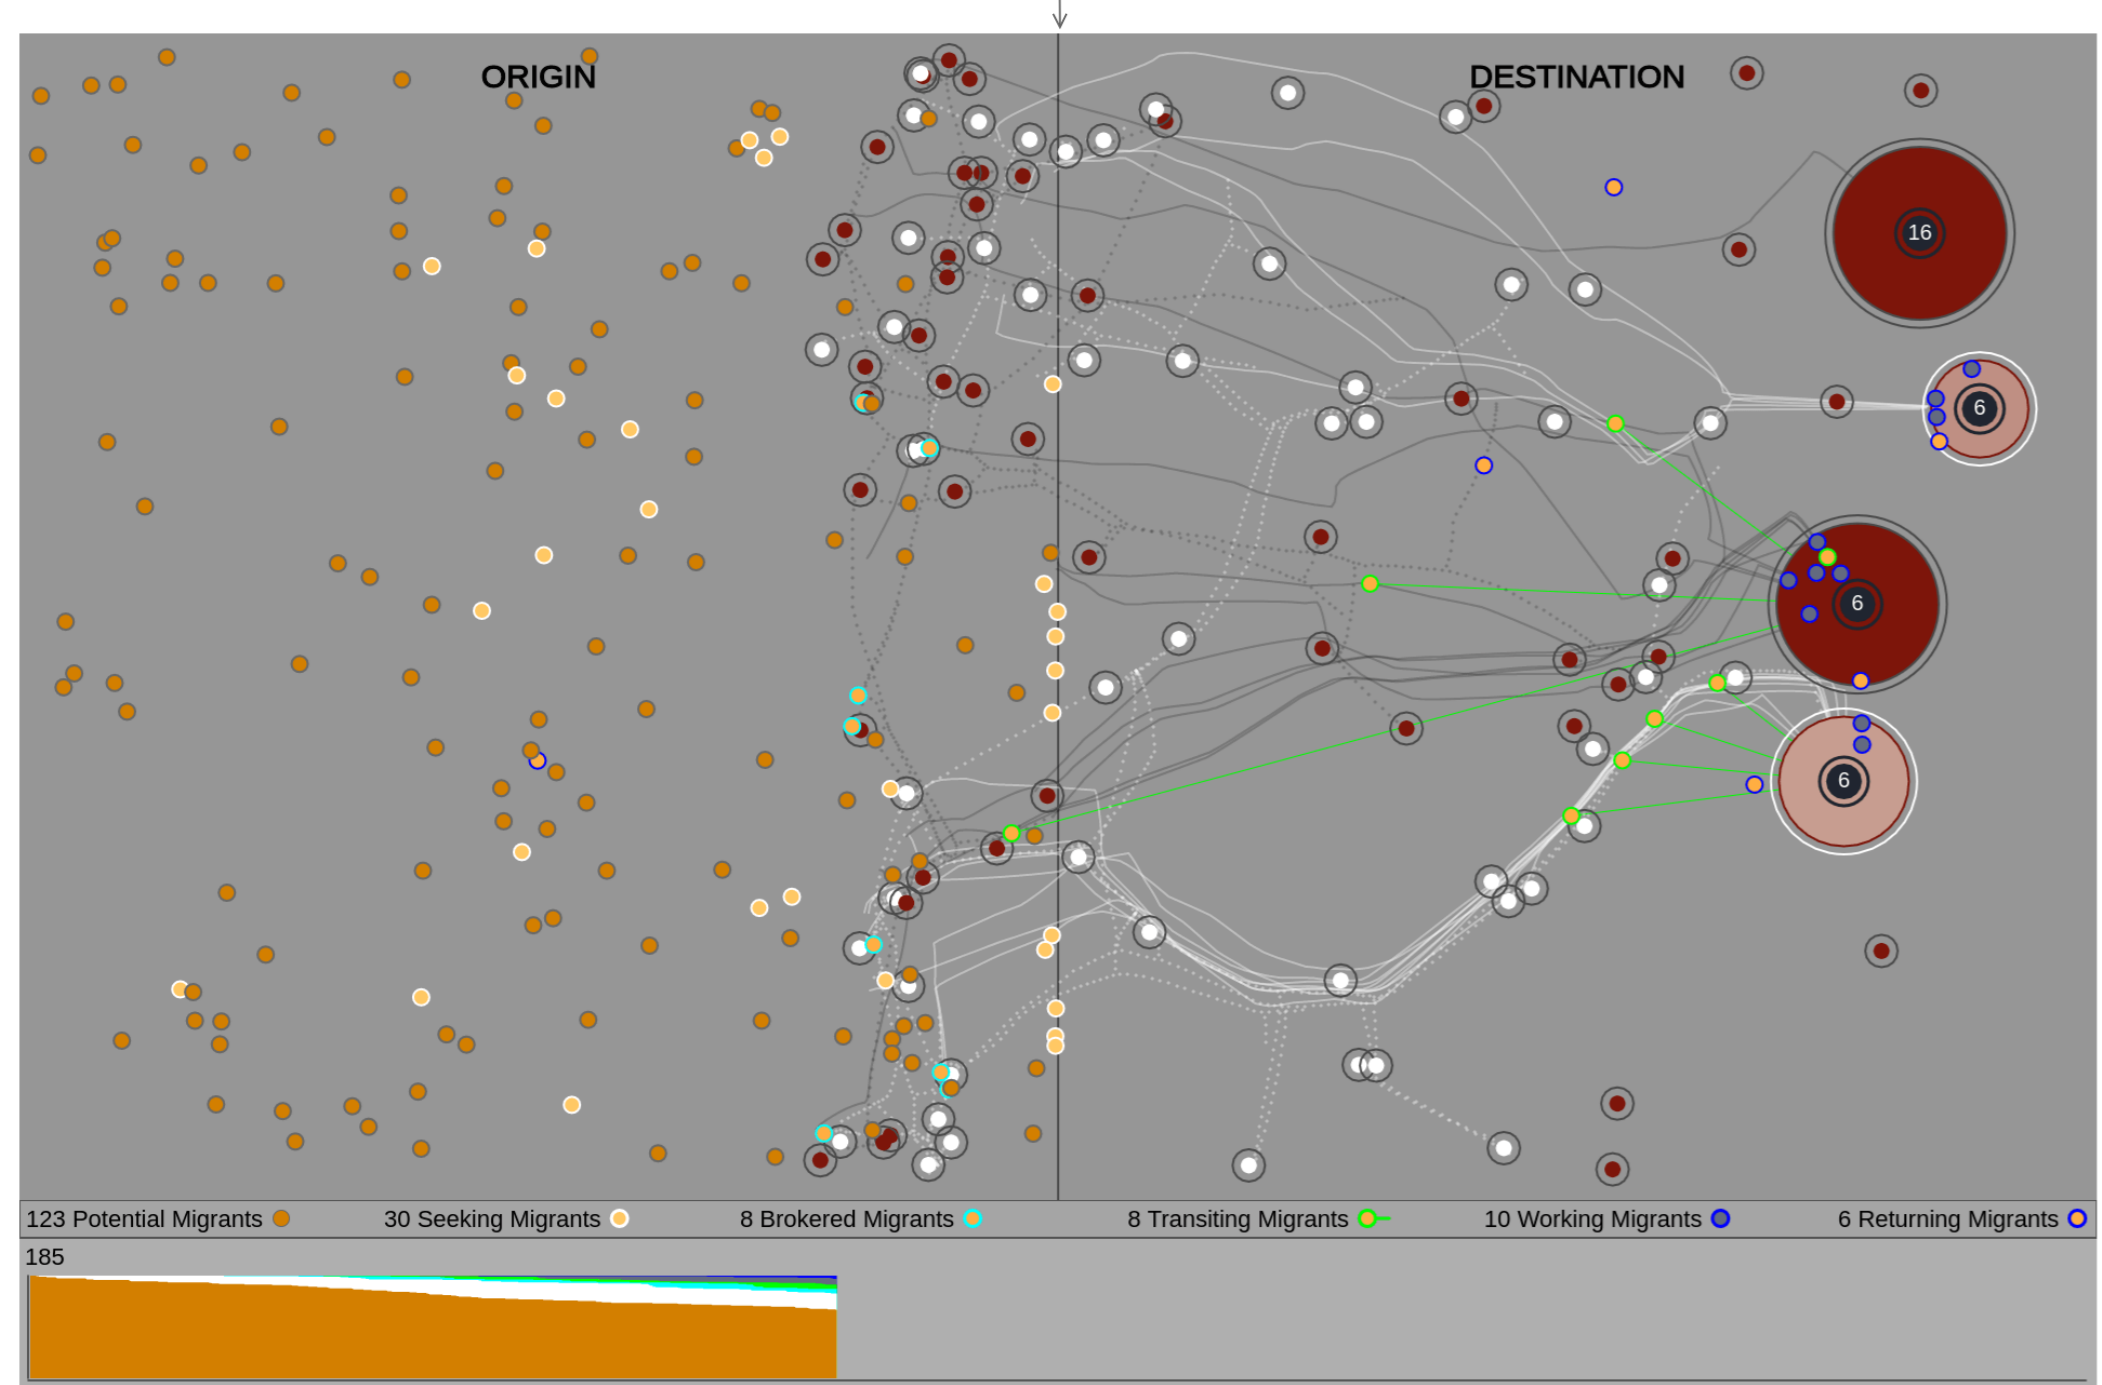 ORIGIN
DESTINATION
16
6
6
6
123 Potential Migrants
30 Seeking Migrants
8 Brokered Migrants
8 Transiting Migrants
10 Working Migrants
6 Returning Migrants
185